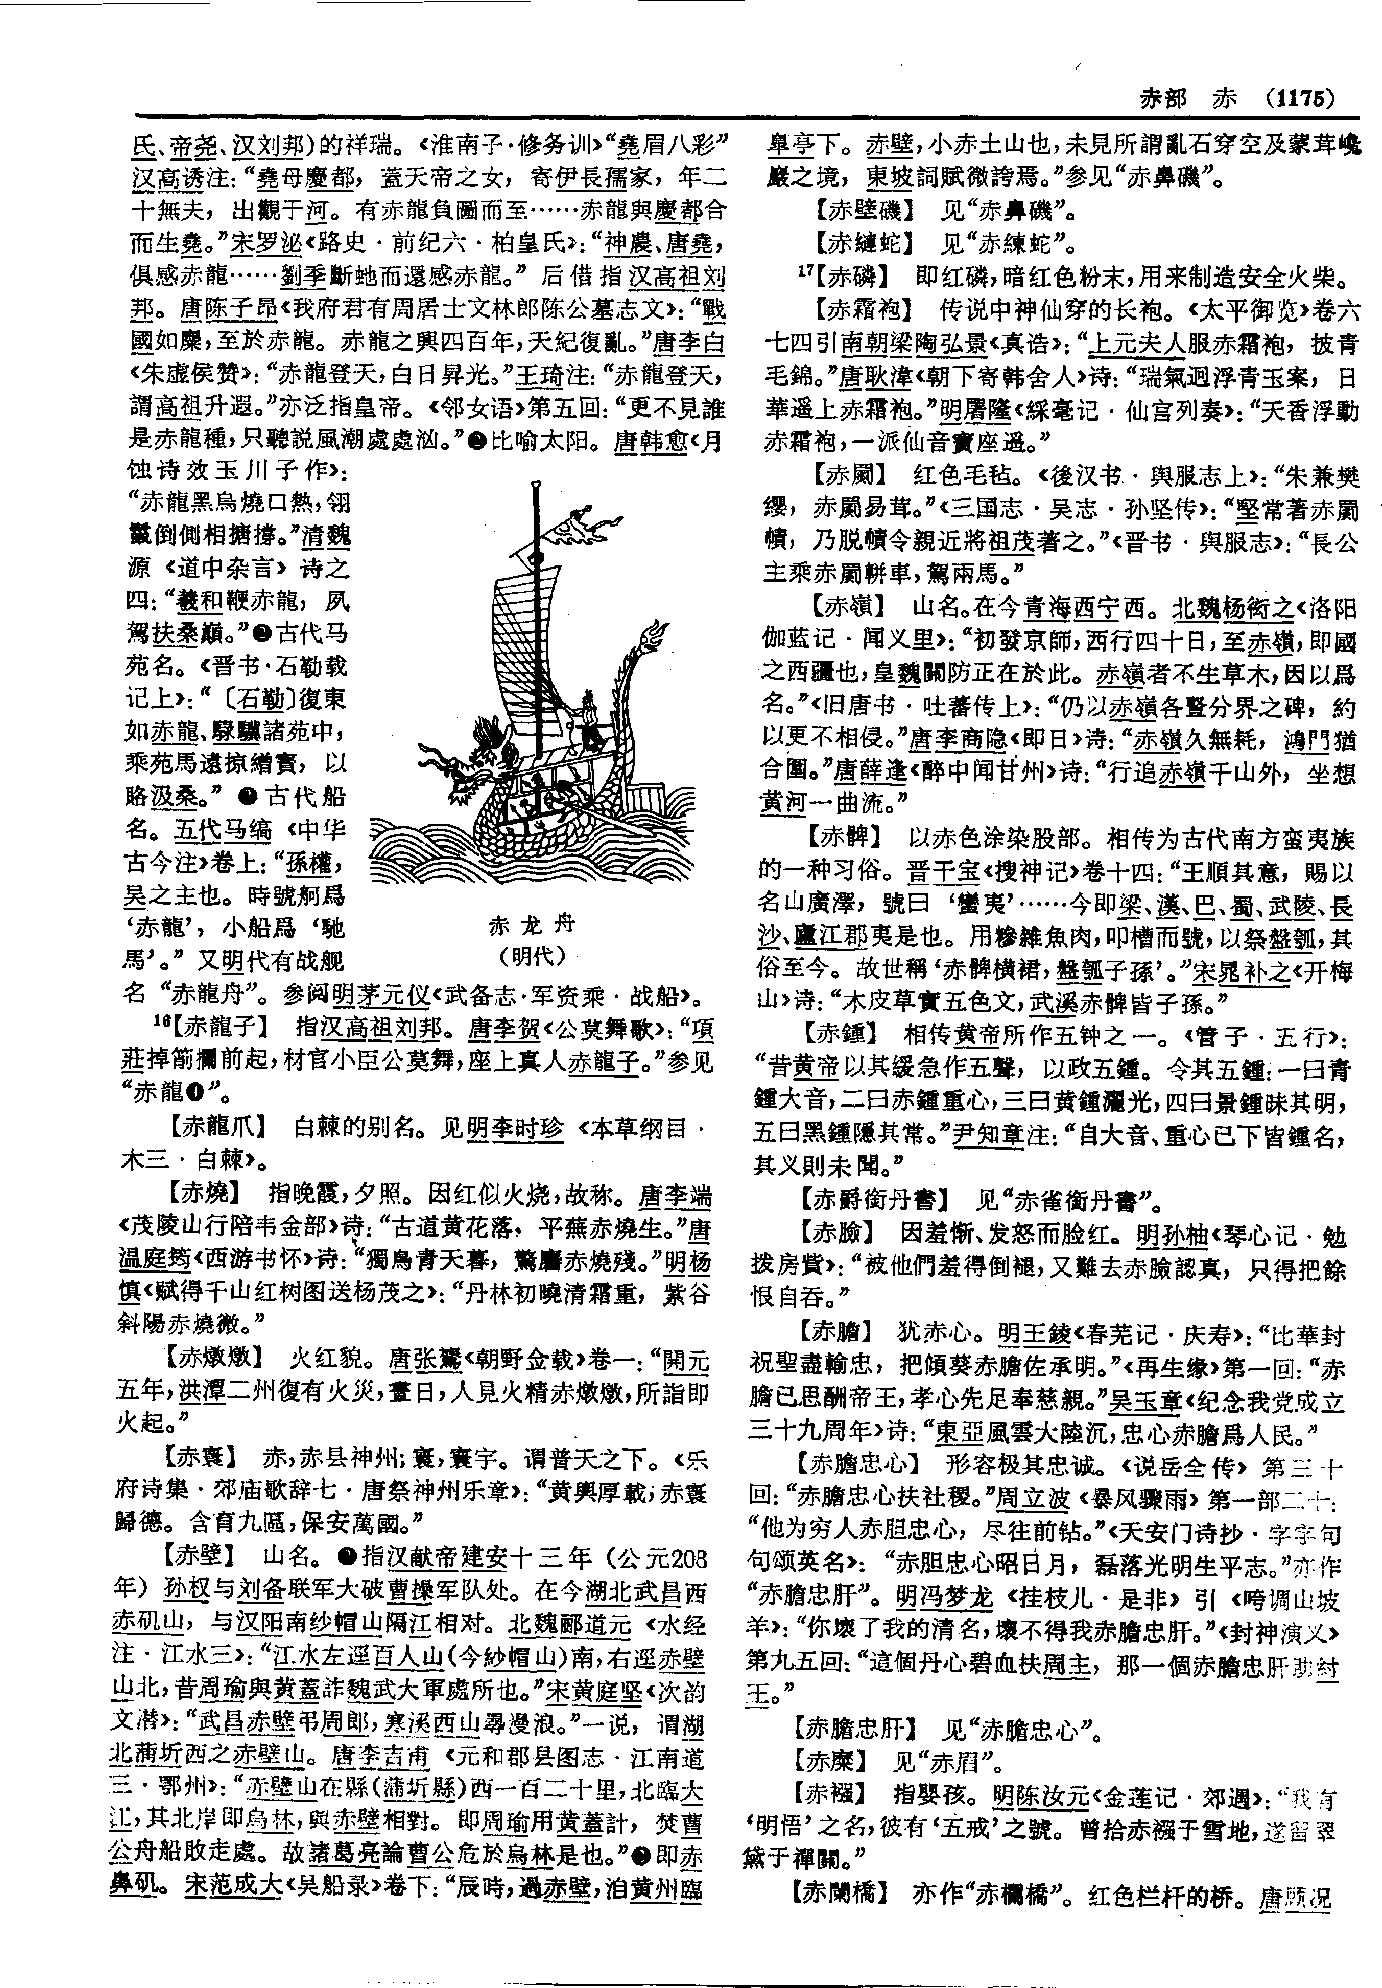 赤部　赤　(1175)
氏、帝尧、汉刘邦)的祥瑞。《淮南子·修务训》“堯眉八彩”
汉高诱注：“堯母慶都，蓋天帝之女，寄伊長孺家，年二
十無夫，出觀于河。有赤龍負圖而至……赤龍與慶都合
而生堯。”宋罗泌《路史·前纪六·柏皇氏》：“神農、唐堯，
俱感赤龍……劉季斷虵而還感赤龍。”后借指汉高祖刘
邦。唐陈子昂《我府君有周居士文林郎陈公墓志文》：“戰
國如麋，至於赤龍。赤龍之興四百年，天紀復亂。”唐李白
《朱虚侯赞》：“赤龍登天，白日昇光。”王琦注：“赤龍登天，
謂高祖升遐。”亦泛指皇帝。《邻女语》第五回：“更不見誰
是赤龍種，只聽説風潮處處汹。”❷比喻太阳。唐韩愈《月
蚀诗效玉川子作》：
“赤龍黑烏燒口熱，翎
鬣倒側相搪撐。”清魏
源《道中杂言》诗之
四：“羲和鞭赤龍，夙
駕扶桑巔。”❸古代马
苑名。《晋书·石勒载
记上》：“〔石勒〕復東
如赤龍、騄驥諸苑中，
乘苑馬遠掠繒寳，以
賂汲桑。”❹古代船
名。五代马缟《中华
古今注》卷上：“孫權，
吴之主也。時號舸爲
‘赤龍’，小船爲‘馳
馬’。”又明代有战舰
名“赤龍舟”。参阅明茅元仪《武备志·军资乘·战船》。
赤龙舟
(明代)
16【赤龍子】　指汉高祖刘邦。唐李贺《公莫舞歌》：“項
莊掉箾攔前起，材官小臣公莫舞，座上真人赤龍子。”参见
“赤龍❶”。
【赤龍爪】　白棘的别名。见明李时珍《本草纲目·
木三·白棘》。
【赤燒】　指晚霞，夕照。因红似火烧，故称。唐李端
《茂陵山行陪韦金部》诗：“古道黄花落，平蕪赤燒生。”唐
温庭筠《西游书怀》诗：“獨鳥青天暮，驚麏赤燒殘。”明杨
慎《赋得千山红树图送杨茂之》：“丹林初曉清霜重，紫谷
斜陽赤燒微。”
【赤燉燉】　火红貌。唐张鷟《朝野佥载》卷一：“開元
五年，洪潭二州復有火災，晝日，人見火精赤燉燉，所詣即
火起。”
【赤寰】　赤，赤县神州；寰，寰宇。谓普天之下。《乐
府诗集·郊庙歌辞七·唐祭神州乐章》：“黄輿厚載，赤寰
歸德。含育九區，保安萬國。”
【赤壁】　山名。❶指汉献帝建安十三年（公元208
年）孙权与刘备联军大破曹操军队处。在今湖北武昌西
赤矶山，与汉阳南纱帽山隔江相对。北魏郦道元《水经
注·江水三》：“江水左逕百人山(今紗帽山)南，右逕赤壁
山北，昔周瑜與黄蓋詐魏武大軍處所也。”宋黄庭坚《次韵
文潜》：“武昌赤壁弔周郎，寒溪西山尋漫浪。”一说，谓湖
北蒲圻西之赤壁山。唐李吉甫《元和郡县图志·江南道
三·鄂州》：“赤壁山在縣(蒲圻縣)西一百二十里，北臨大
江，其北岸即烏林，與赤壁相對。即周瑜用黄蓋計，焚曹
公舟船敗走處。故諸葛亮論曹公危於烏林是也。”❷即赤
鼻矶。宋范成大《吴船录》卷下：“辰時，過赤壁，泊黄州臨
臯亭下。赤壁，小赤土山也，未見所謂亂石穿空及蒙茸巉
巖之境，東坡詞賦微誇焉。”参见“赤鼻磯”。
【赤壁磯】　见“赤鼻磯”。
【赤縺蛇】　见“赤練蛇”。
17【赤磷】　即红磷，暗红色粉末，用来制造安全火柴。
【赤霜袍】　传说中神仙穿的长袍。《太平御览》卷六
七四引南朝梁陶弘景《真诰》：“上元夫人服赤霜袍，披青
毛錦。”唐耿湋《朝下寄韩舍人》诗：“瑞氣迥浮青玉案，日
華遥上赤霜袍。”明屠隆《綵毫记·仙宫列奏》：“天香浮動
赤霜袍，一派仙音寶座遥。”
【赤罽】　红色毛毡。《後汉书·舆服志上》：“朱兼樊
纓，赤罽易茸。”《三国志·吴志·孙坚传》：“堅常著赤罽
幘，乃脱幘令親近將祖茂著之。”《晋书·舆服志》：“長公
主乘赤罽軿車，駕兩馬。”
【赤嶺】　山名。在今青海西宁西。北魏杨衒之《洛阳
伽蓝记·闻义里》：“初發京師，西行四十日，至赤嶺，即國
之西疆也，皇魏關防正在於此。赤嶺者不生草木，因以爲
名。”《旧唐书·吐蕃传上》：“仍以赤嶺各竪分界之碑，約
以更不相侵。”唐李商隐《即日》诗：“赤嶺久無耗，鴻門猶
合圍。”唐薛逢《醉中闻甘州》诗：“行追赤嶺千山外，坐想
黄河一曲流。”
【赤髀】　以赤色涂染股部。相传为古代南方蛮夷族
的一种习俗。晋干宝《搜神记》卷十四：“王順其意，賜以
名山廣澤，號曰‘蠻夷’……今即梁、漢、巴、蜀、武陵、長
沙、廬江郡夷是也。用糝雜魚肉，叩槽而號，以祭盤瓠，其
俗至今。故世稱‘赤髀橫裙，盤瓠子孫’。”宋晁补之《开梅
山》诗：“木皮草實五色文，武溪赤髀皆子孫。”
【赤鍾】　相传黄帝所作五钟之一。《管子·五行》：
“昔黄帝以其缓急作五聲，以政五鍾。令其五鍾：一曰青
鍾大音，二曰赤鍾重心，三曰黄鍾灑光，四曰景鍾昧其明，
五曰黑鍾隱其常。”尹知章注：“自大音、重心已下皆鍾名，
其义則未聞。”
【赤爵銜丹書】　见“赤雀銜丹書”。
【赤臉】　因羞惭、发怒而脸红。明孙柚《琴心记·勉
拨房貲》：“被他們羞得倒褪，又難去赤臉認真，只得把餘
恨自吞。”
【赤膽】　犹赤心。明王錂《春芜记·庆寿》：“比華封
祝聖盡輸忠，把傾葵赤膽佐承明。”《再生缘》第一回：“赤
膽已思酬帝王，孝心先足奉慈親。”吴玉章《纪念我党成立
三十九周年》诗：“東亞風雲大陸沉，忠心赤膽爲人民。”
【赤膽忠心】　形容极其忠诚。《说岳全传》第三十
回：“赤膽忠心扶社稷。”周立波《暴风骤雨》第一部二十：
“他为穷人赤胆忠心，尽往前钻。”《天安门诗抄·字字句
句颂英名》：“赤胆忠心昭日月，磊落光明生平志。”亦作
“赤膽忠肝”。明冯梦龙《挂枝儿·是非》引《哼调山坡
羊》：“你壞了我的清名，壞不得我赤膽忠肝。”《封神演义》
第九五回：“這個丹心碧血扶周主，那一個赤膽忠肝助紂
王。”
【赤膽忠肝】　见“赤膽忠心”。
【赤糜】　见“赤眉”。
【赤襁】　指嬰孩。明陈汝元《金莲记·郊遇》：“我有
‘明悟’之名，彼有‘五戒’之號。曾拾赤襁于雪地，遂留翠
黛于禪關。”
【赤闌橋】　亦作“赤欄橋”。红色栏杆的桥。唐顾况